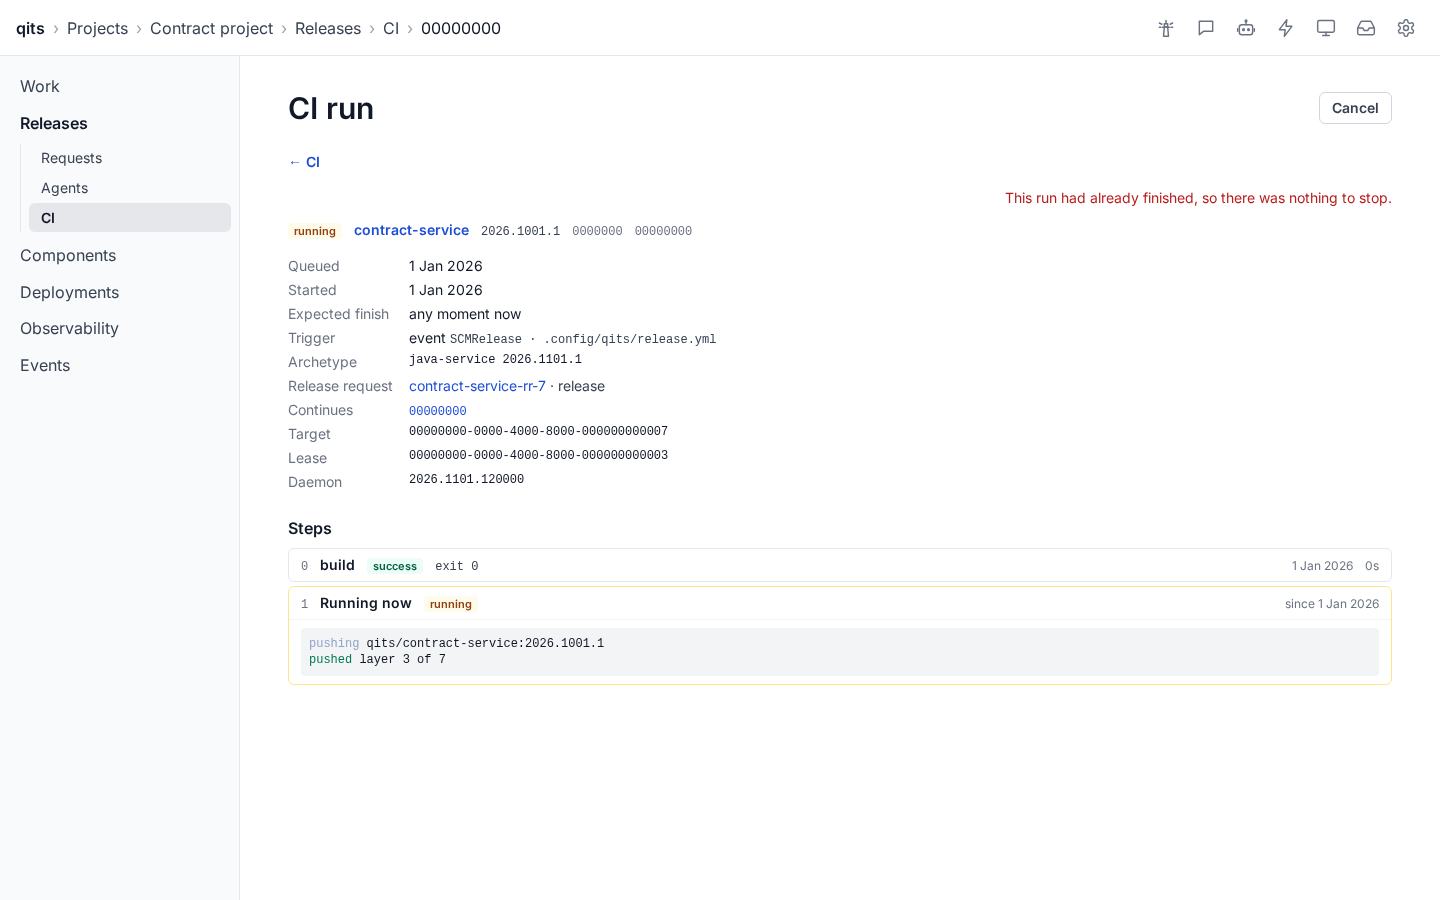 qits › Projects › Contract project › Releases › CI › 00000000
Work
Releases
Requests
Agents
CI
Components
Deployments
Observability
Events
CI run
Cancel
← CI
This run had already finished, so there was nothing to stop.
running contract-service 2026.1001.1 0000000 00000000
Queued 1 Jan 2026
Started 1 Jan 2026
Expected finish any moment now
Trigger event SCMRelease · .config/qits/release.yml
Archetype java-service 2026.1101.1
Release request contract-service-rr-7 · release
Continues 00000000
Target 00000000-0000-4000-8000-000000000007
Lease 00000000-0000-4000-8000-000000000003
Daemon 2026.1101.120000
Steps
0 build success exit 0 1 Jan 2026 0s
1 Running now running since 1 Jan 2026
pushing qits/contract-service:2026.1001.1
pushed layer 3 of 7